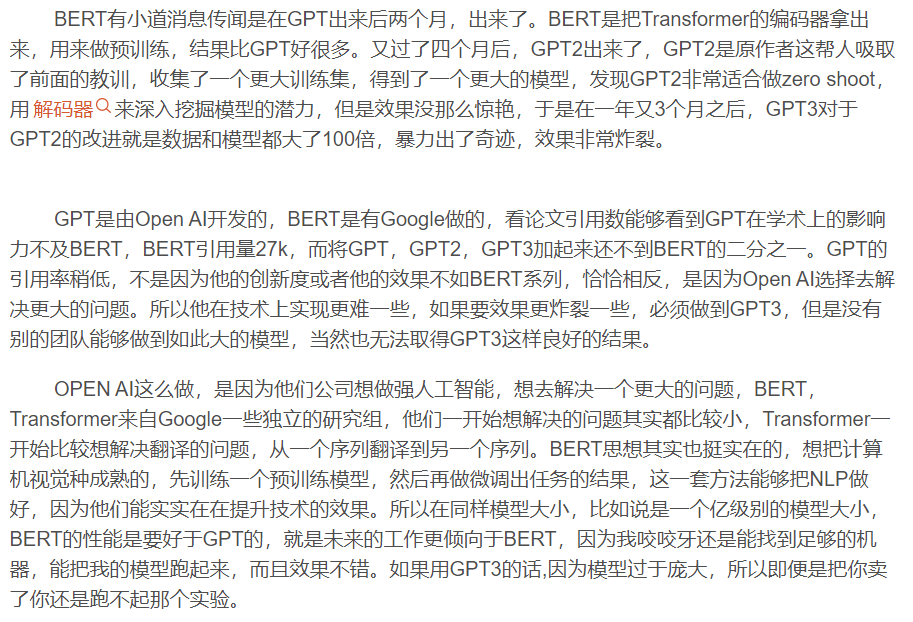 BERT有小道消息传闻是在GPT出来后两个月，出来了。BERT是把Transformer的编码器拿出
来，用来做预训练，结果比GPT好很多。又过了四个月后，GPT2出来了，GPT2是原作者这帮人吸取
了前面的教训，收集了一个更大训练集，得到了一个更大的模型，发现GPT2非常适合做zero shoot，
用解码器来深入挖掘模型的潜力，但是效果没那么惊艳，于是在一年又3个月之后，GPT3对于
GPT2的改进就是数据和模型都大了100倍，暴力出了奇迹，效果非常炸裂。
GPT是由Open AI开发的，BERT是有Google做的，看论文引用数能够看到GPT在学术上的影响
力不及BERT，BERT引用量27k，而将GPT，GPT2，GPT3加起来还不到BERT的二分之一。GPT的
引用率稍低，不是因为他的创新度或者他的效果不如BERT系列，恰恰相反，是因为Open AI选择去解
决更大的问题。所以他在技术上实现更难一些，如果要效果更炸裂一些，必须做到GPT3，但是没有
别的团队能够做到如此大的模型，当然也无法取得GPT3这样良好的结果。
OPEN AI这么做，是因为他们公司想做强人工智能，想去解决一个更大的问题，BERT，
Transformer来自Google一些独立的研究组，他们一开始想解决的问题其实都比较小，Transformer一
开始比较想解决翻译的问题，从一个序列翻译到另一个序列。BERT思想其实也挺实在的，想把计算
机视觉种成熟的，先训练一个预训练模型，然后再做微调出任务的结果，这一套方法能够把NLP做
好，因为他们能实实在在提升技术的效果。所以在同样模型大小，比如说是一个亿级别的模型大小，
BERT的性能是要好于GPT的，就是未来的工作更倾向于BERT，因为我咬咬牙还是能找到足够的机
器，能把我的模型跑起来，而且效果不错。如果用GPT3的话,因为模型过于庞大，所以即便是把你卖
了你还是跑不起那个实验。